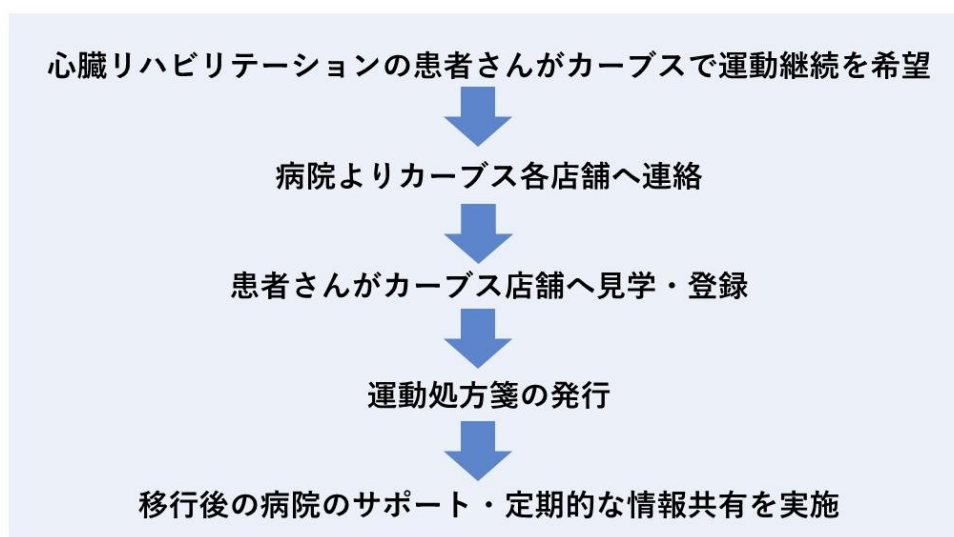 心臓リハビリテーションの患者さんがカーブスで運動継続を希望
病院よりカーブス各店舗へ連絡
患者さんがカーブス店舗へ見学・登録
運動処方箋の発行
移行後の病院のサポート・定期的な情報共有を実施